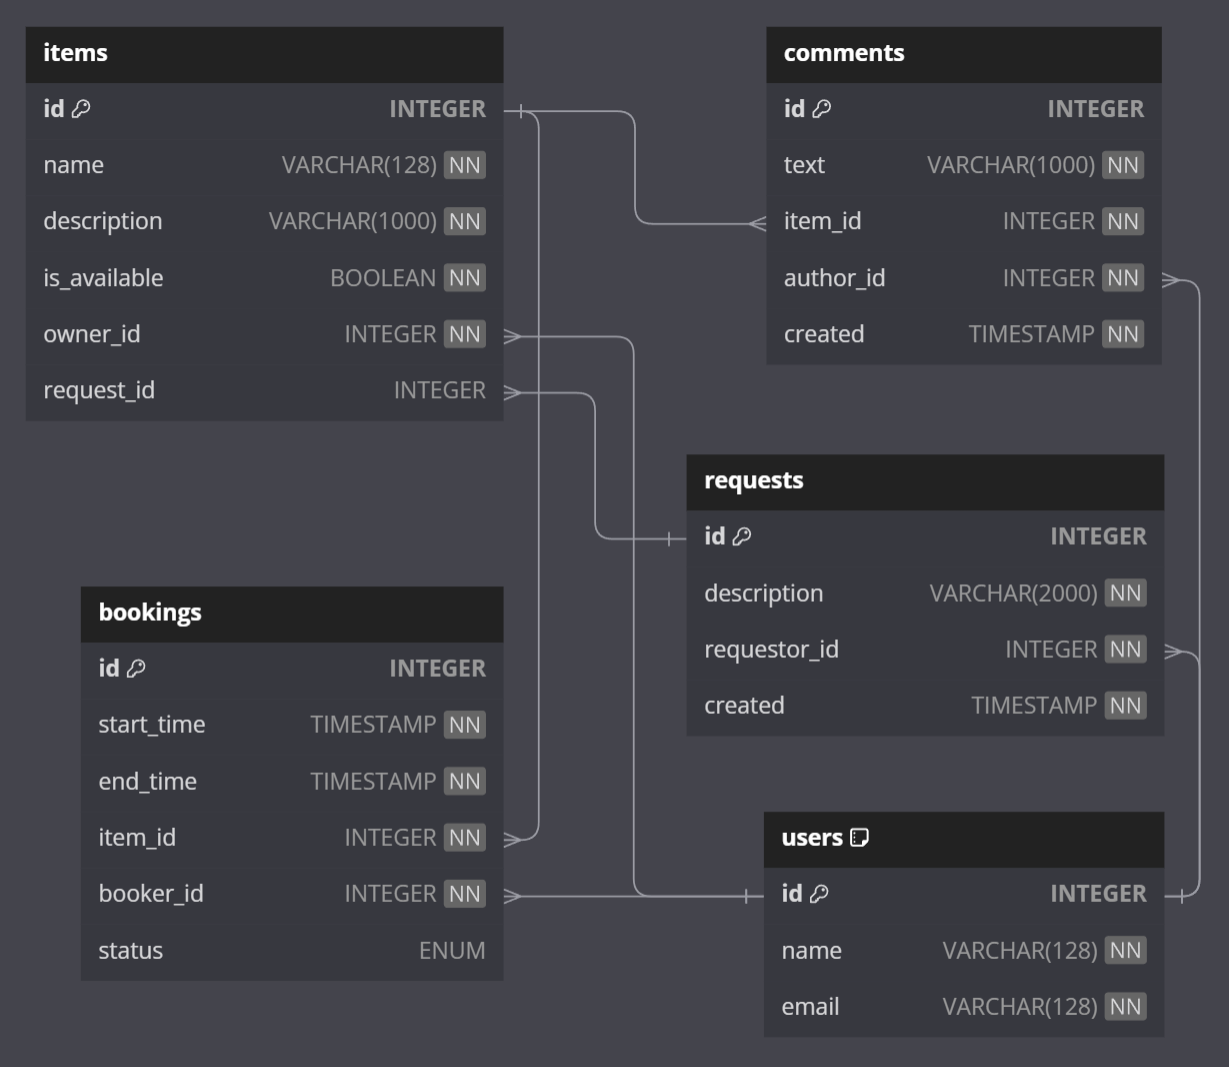 items
id INTEGER
name VARCHAR(128) NN
description VARCHAR(1000) NN
is_available BOOLEAN NN
owner_id INTEGER NN
request_id INTEGER
comments
id INTEGER
text VARCHAR(1000) NN
item_id INTEGER NN
author_id INTEGER NN
created TIMESTAMP NN
requests
id INTEGER
description VARCHAR(2000) NN
requestor_id INTEGER NN
created TIMESTAMP NN
bookings
id INTEGER
start_time TIMESTAMP NN
end_time TIMESTAMP NN
item_id INTEGER NN
booker_id INTEGER NN
status ENUM
users
id INTEGER
name VARCHAR(128) NN
email VARCHAR(128) NN